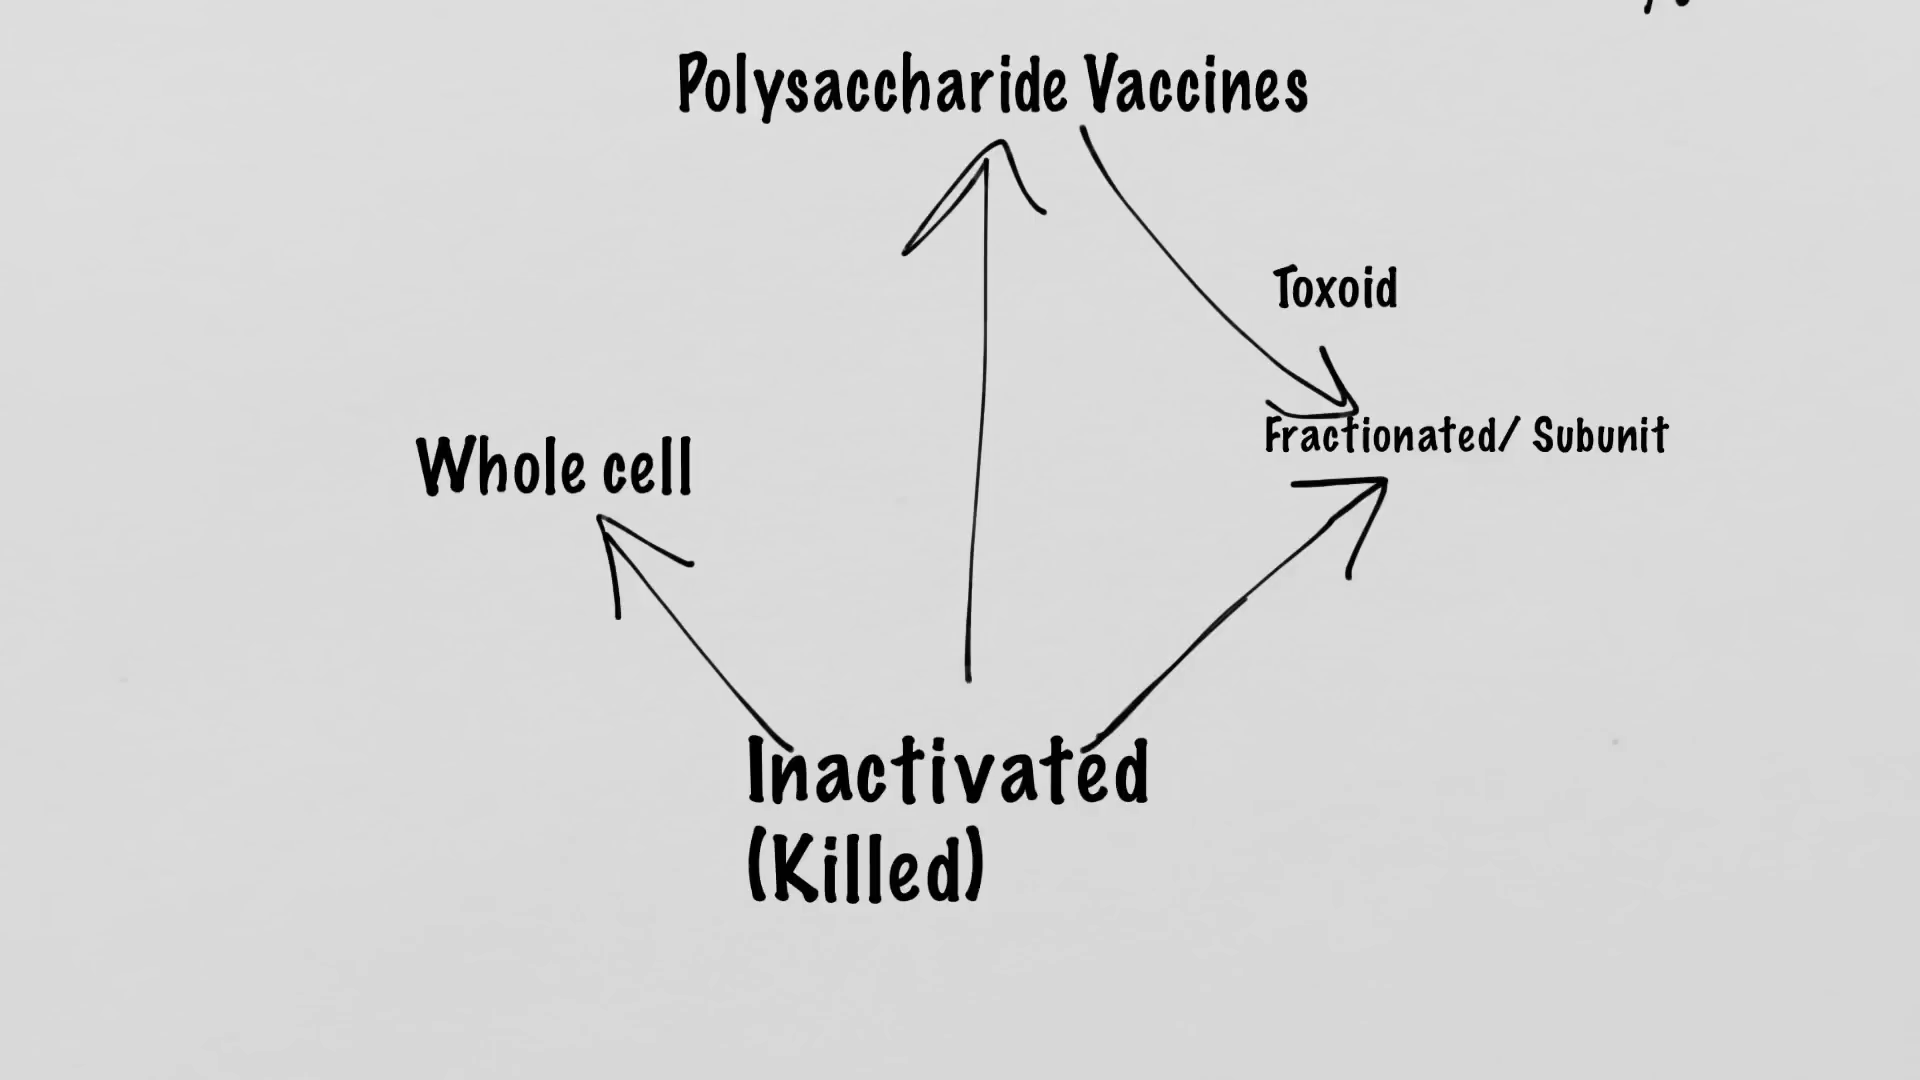 Polysaccharide Vaccines
Toxoid
Fractionated/ Subunit
Whole cell
Inactivated
(Killed)